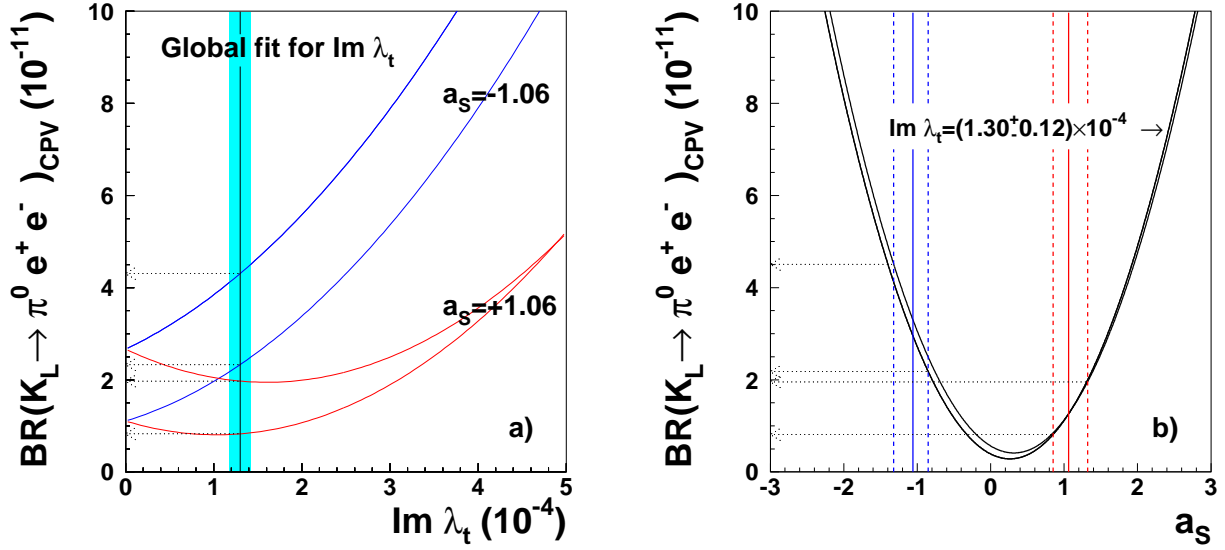 BR(K_L → π^0 e^+ e^-)_CPV (10^-11)
10
8
6
4
2
0
Global fit for Im λ_t
a_S=-1.06
a_S=+1.06
a)
0 1 2 3 4 5
Im λ_t (10^-4)
BR(K_L → π^0 e^+ e^-)_CPV (10^-11)
10
8
6
4
2
0
Im λ_t=(1.30±0.12)×10^-4 →
b)
-3 -2 -1 0 1 2 3
a_S